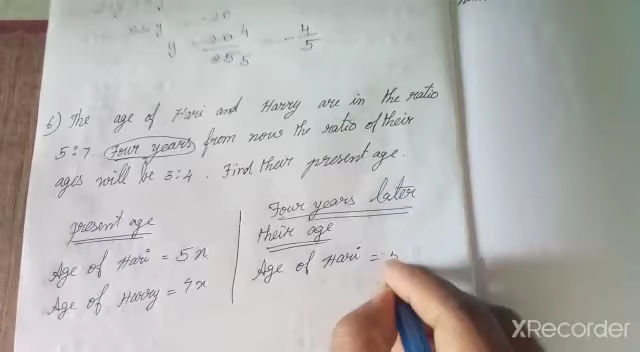 y
y = = -4/5
6) The age of Hari and Harry are in the ratio
5:7. Four years from now the ratio of their
ages will be 3:4. Find their present age.
present age
Age of Hari = 5x
Age of Harry = 7x
Four years later
their age
Age of Hari = 5
XRecorder